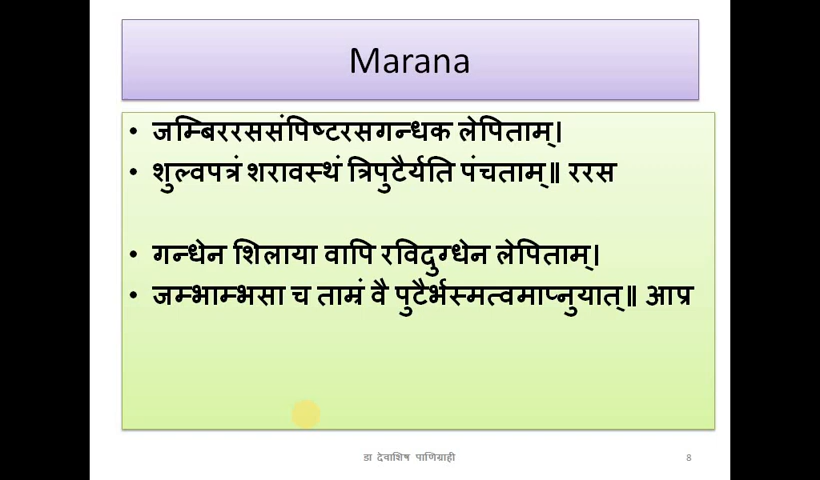 Marana
• जम्बिररससंपिष्टरसगन्धक लेपिताम्।
• शुल्वपत्रं शरावस्थं त्रिपुटैर्यति पंचताम्॥ ररस
• गन्धेन शिलाया वापि रविदुग्धेन लेपिताम्।
• जम्भाम्भसा च ताम्रं वै पुटैर्भस्मत्वमाप्नुयात्॥ आप्र
डा देवाशिष पाणिग्राही
8